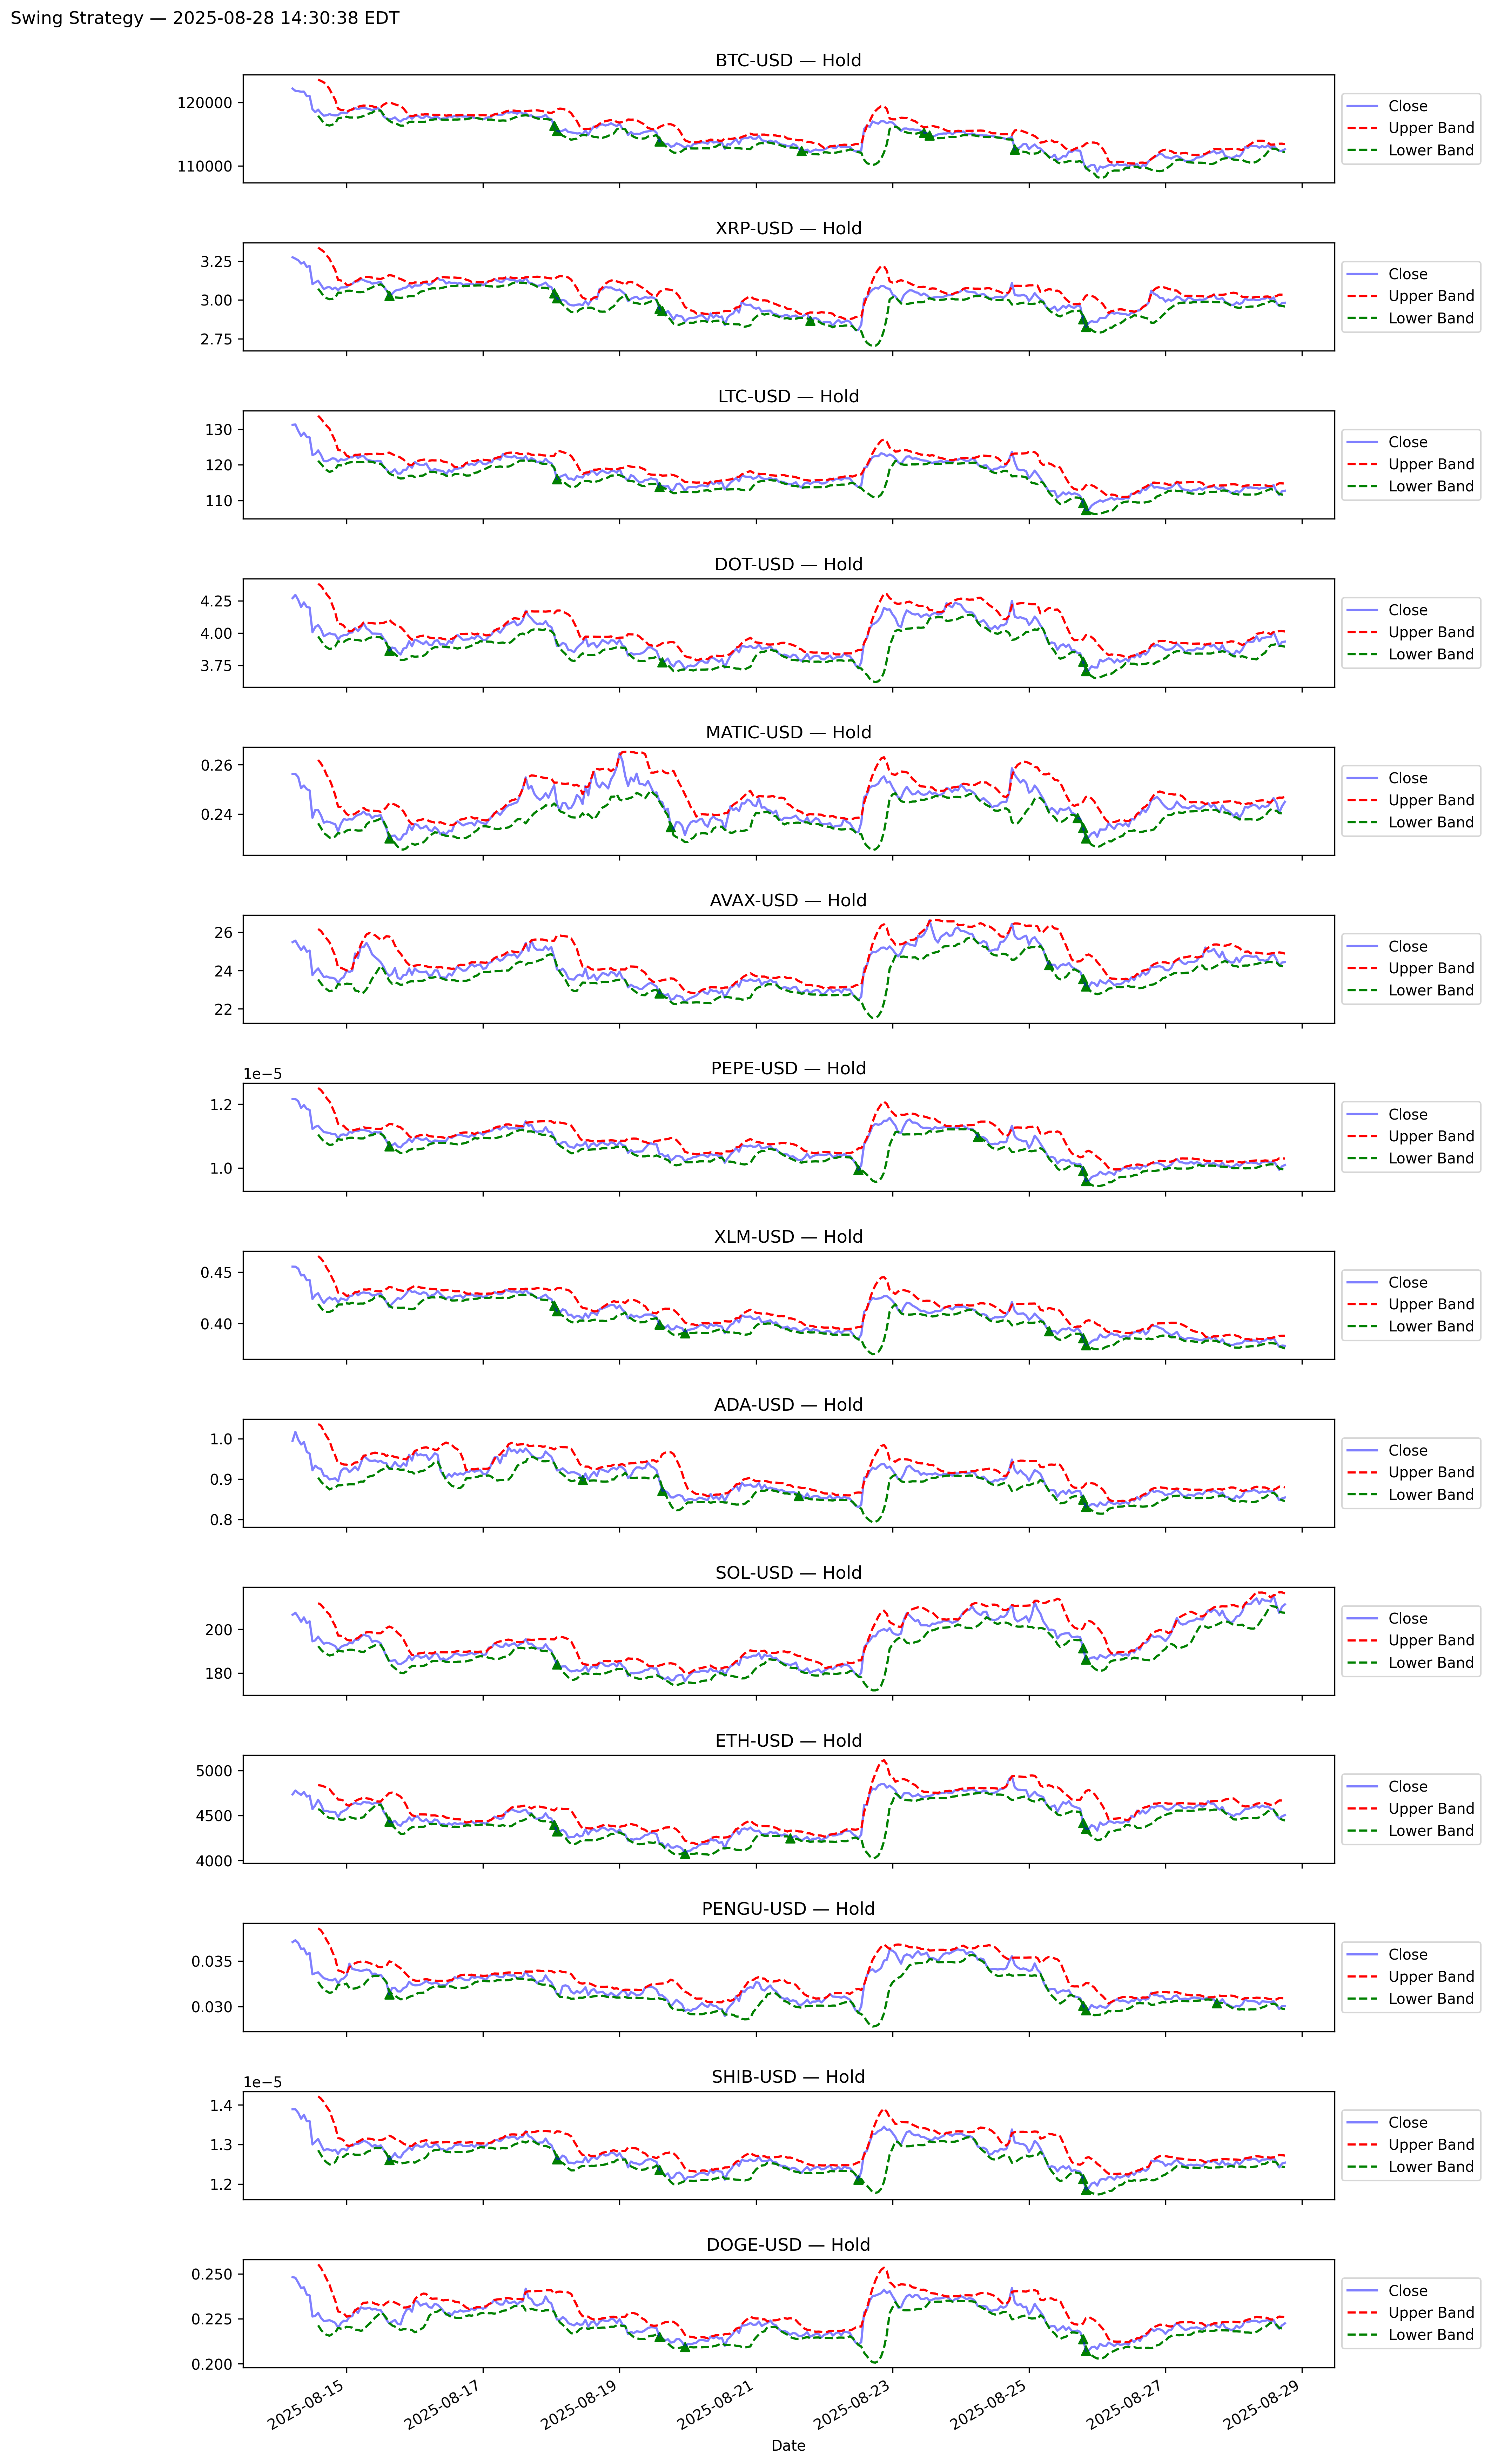 Swing Strategy — 2025-08-28 14:30:38 EDT
BTC-USD — Hold
120000
110000
Close
Upper Band
Lower Band
XRP-USD — Hold
3.25
3.00
2.75
Close
Upper Band
Lower Band
LTC-USD — Hold
130
120
110
Close
Upper Band
Lower Band
DOT-USD — Hold
4.25
4.00
3.75
Close
Upper Band
Lower Band
MATIC-USD — Hold
0.26
0.24
Close
Upper Band
Lower Band
AVAX-USD — Hold
26
24
22
Close
Upper Band
Lower Band
PEPE-USD — Hold
1e−5
1.2
1.0
Close
Upper Band
Lower Band
XLM-USD — Hold
0.45
0.40
Close
Upper Band
Lower Band
ADA-USD — Hold
1.0
0.9
0.8
Close
Upper Band
Lower Band
SOL-USD — Hold
200
180
Close
Upper Band
Lower Band
ETH-USD — Hold
5000
4500
4000
Close
Upper Band
Lower Band
PENGU-USD — Hold
0.035
0.030
Close
Upper Band
Lower Band
SHIB-USD — Hold
1e−5
1.4
1.3
1.2
Close
Upper Band
Lower Band
DOGE-USD — Hold
0.250
0.225
0.200
Close
Upper Band
Lower Band
2025-08-15
2025-08-17
2025-08-19
2025-08-21
2025-08-23
2025-08-25
2025-08-27
2025-08-29
Date